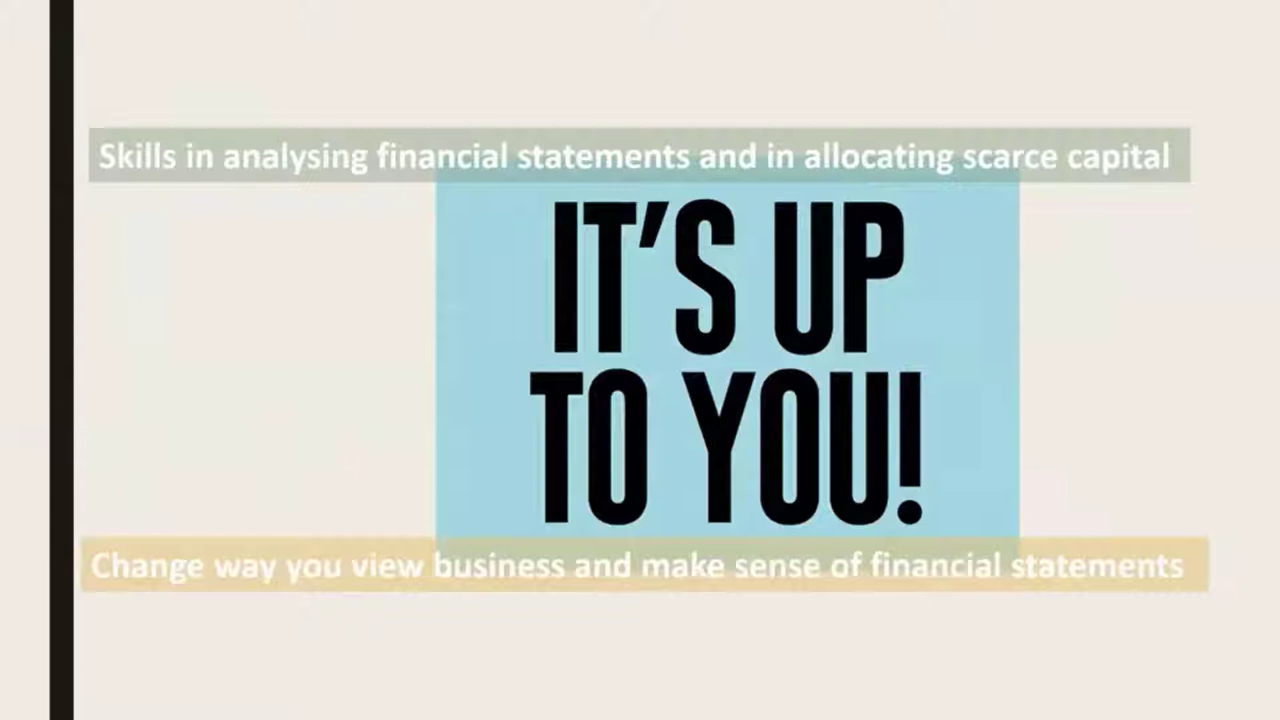 Skills in analysing financial statements and in allocating scarce capital
IT'S UP
TO YOU!
Change way you view business and make sense of financial statements